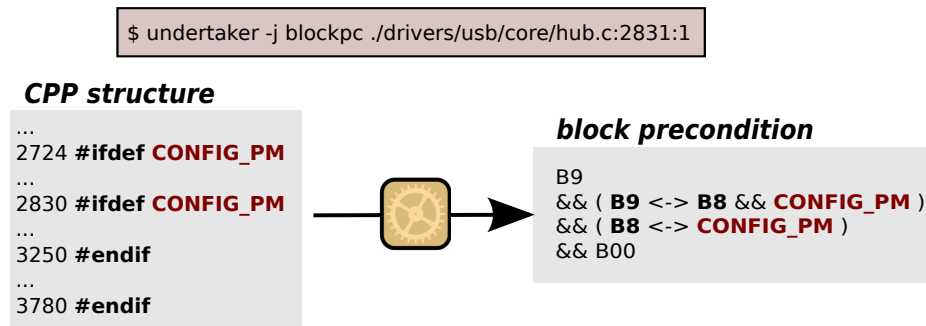 $ undertaker -j blockpc ./drivers/usb/core/hub.c:2831:1
CPP structure
...
2724 #ifdef CONFIG_PM
...
2830 #ifdef CONFIG_PM
...
3250 #endif
...
3780 #endif
block precondition
B9
&& ( B9 <-> B8 && CONFIG_PM )
&& ( B8 <-> CONFIG_PM )
&& B00